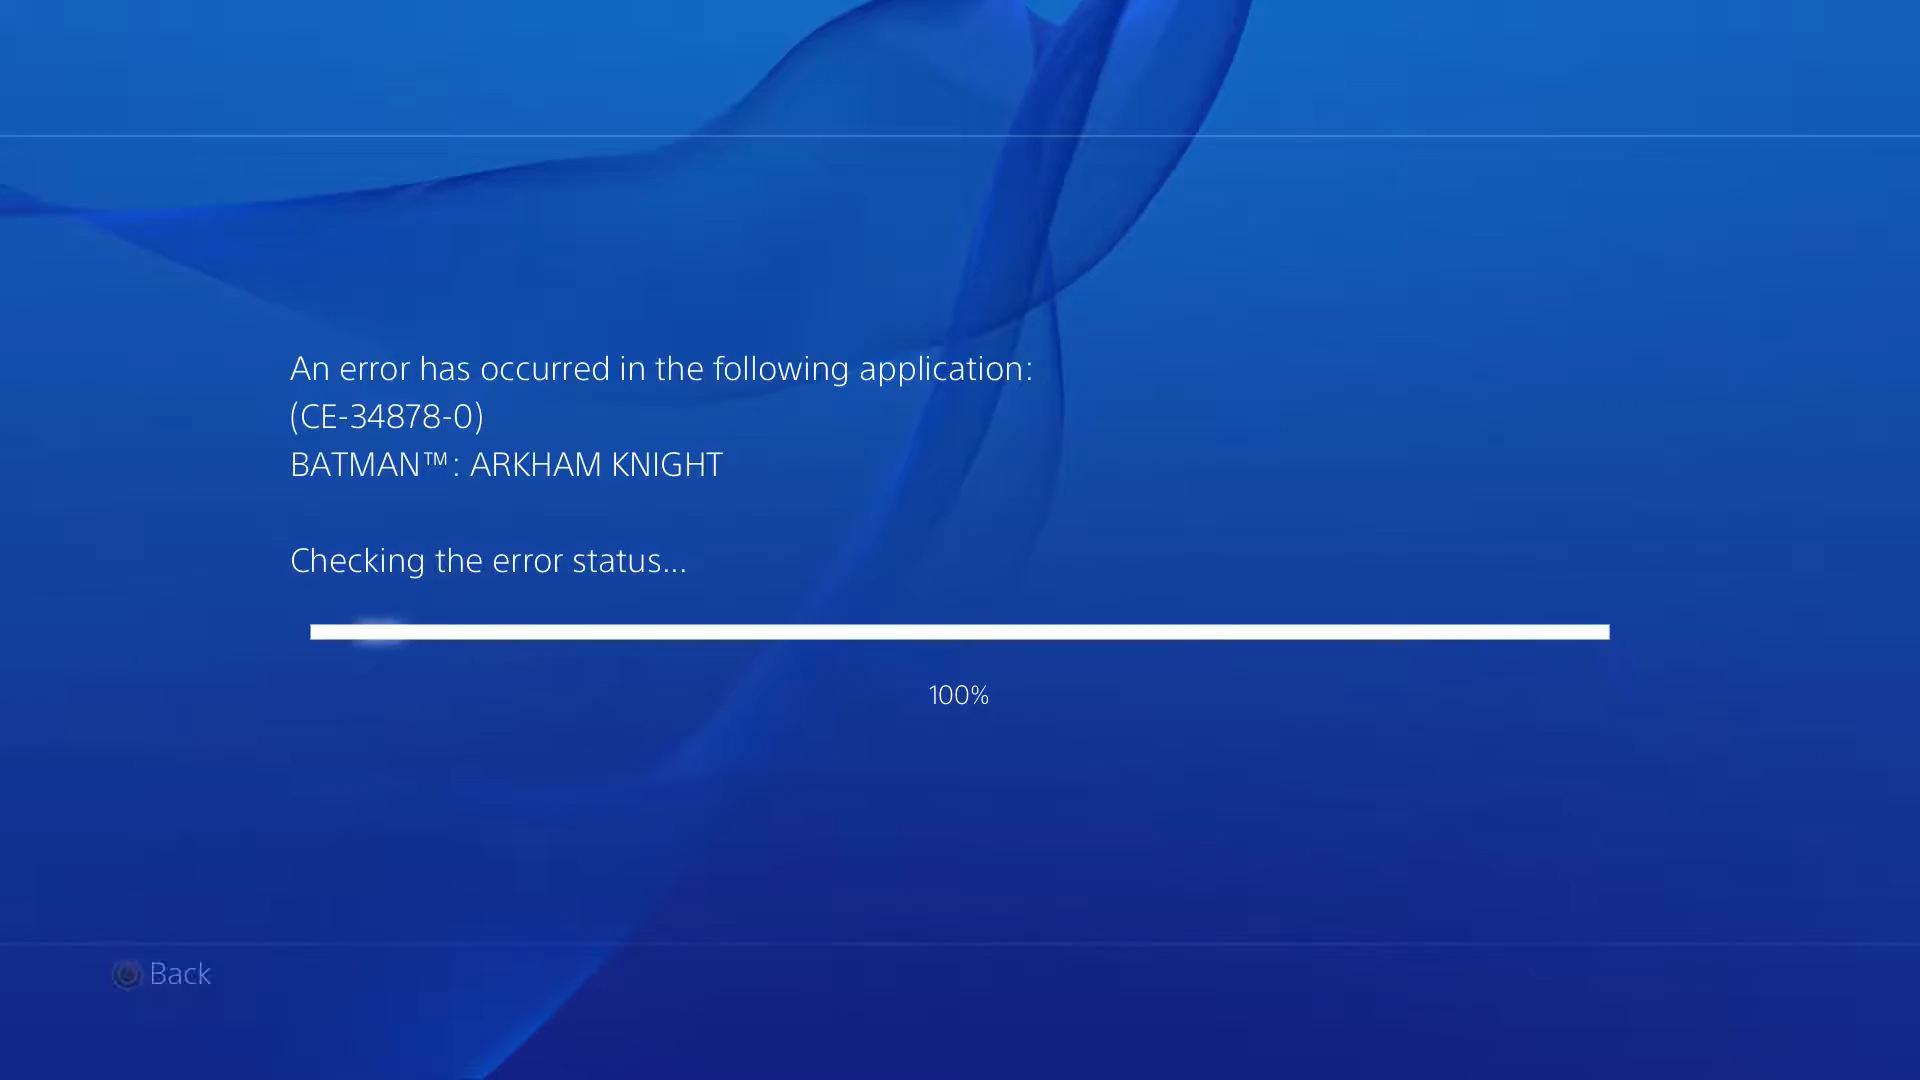 An error has occurred in the following application:
(CE-34878-0)
BATMAN™: ARKHAM KNIGHT
Checking the error status...
100%
Back